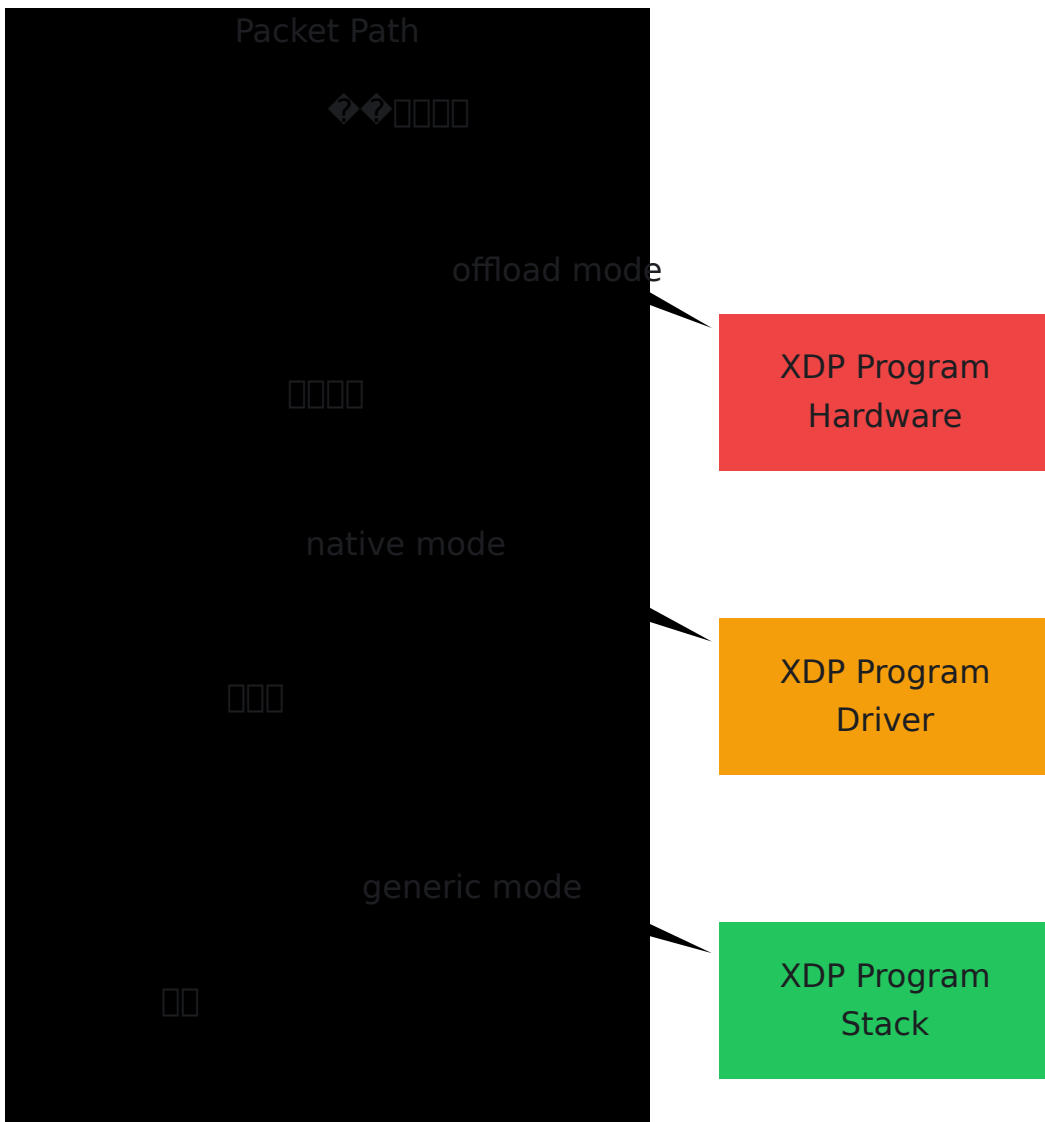 Packet Path
offload mode
XDP Program
Hardware
native mode
XDP Program
Driver
generic mode
XDP Program
Stack